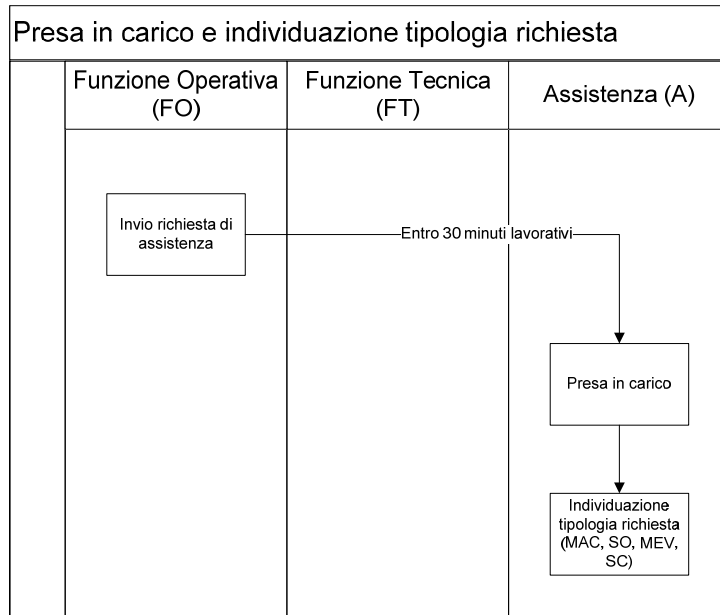 Presa in carico e individuazione tipologia richiesta
Funzione Operativa
(FO)
Funzione Tecnica
(FT)
Assistenza (A)
Invio richiesta di
assistenza
Entro 30 minuti lavorativi
Presa in carico
Individuazione
tipologia richiesta
(MAC, SO, MEV,
SC)